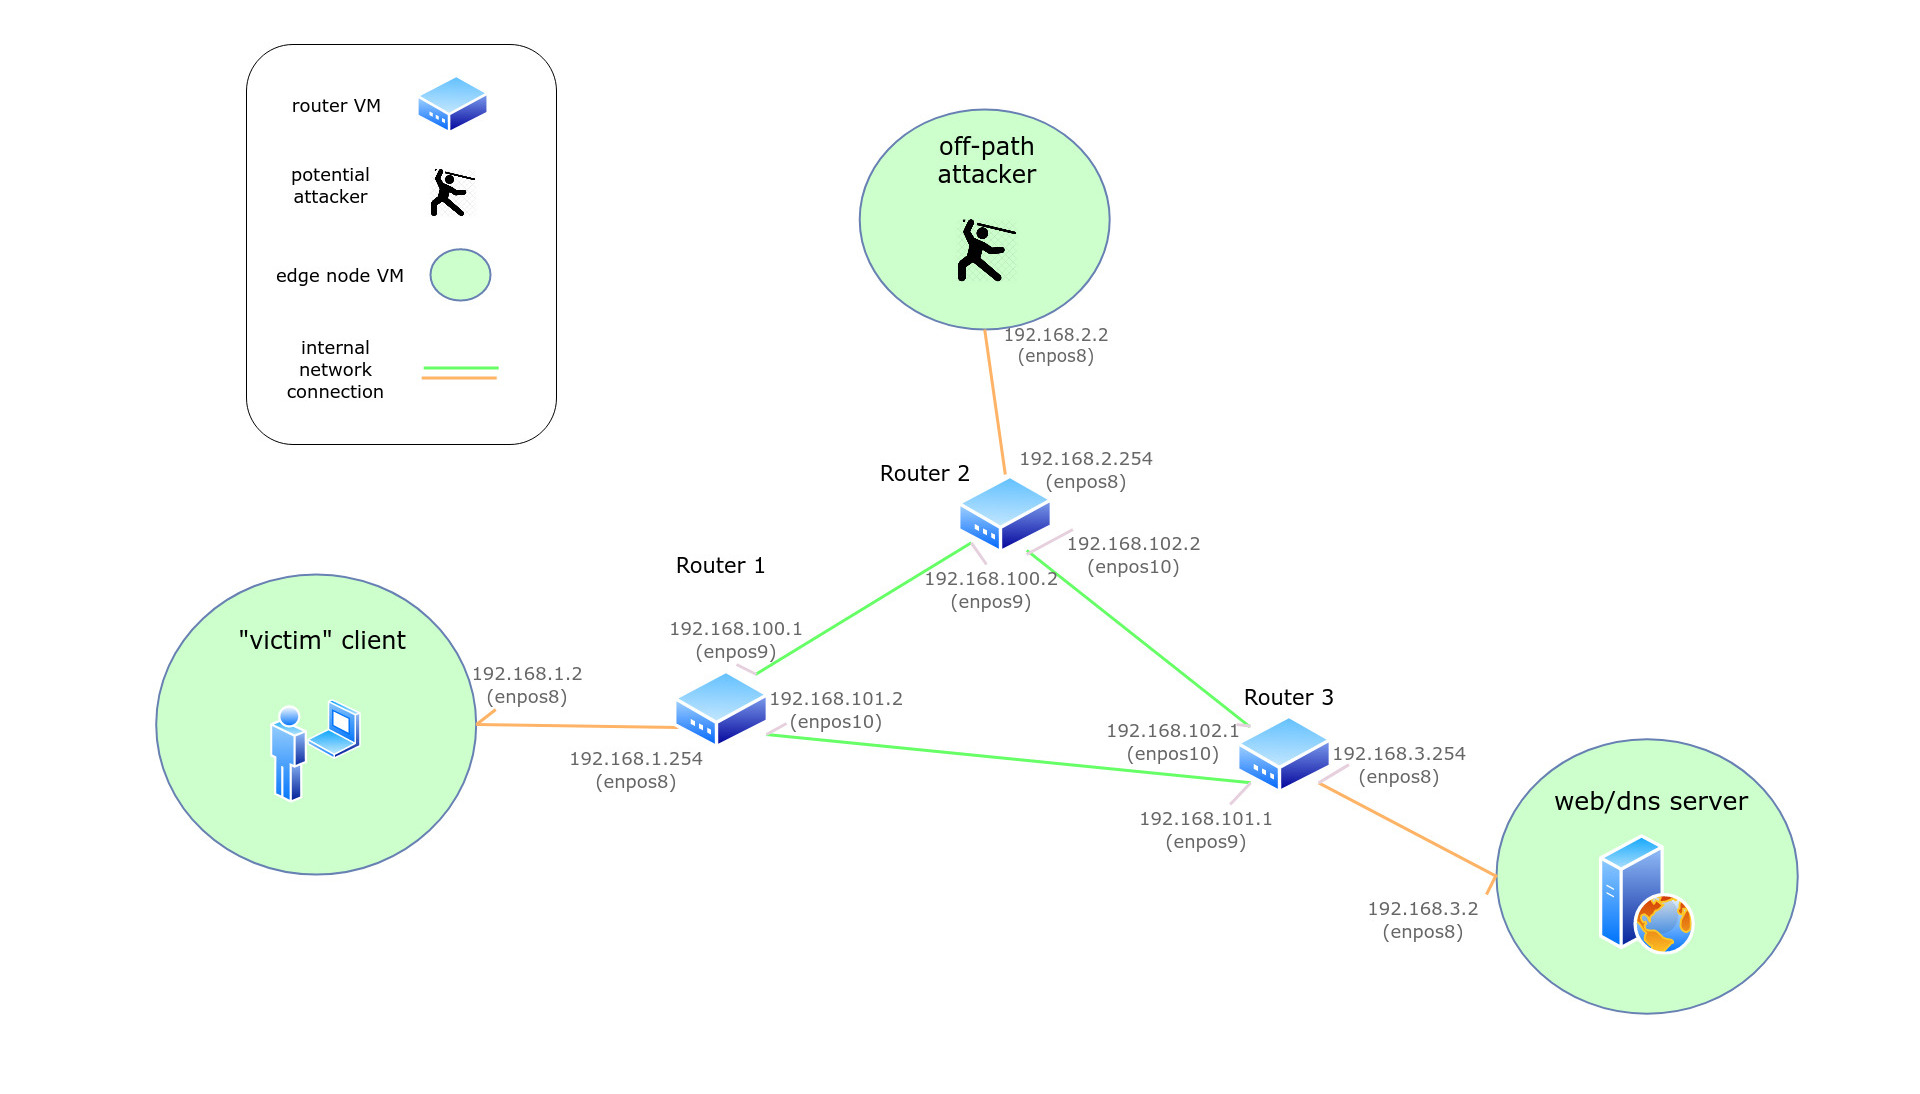 router VM
potential
attacker
edge node VM
internal
network
connection
off-path
attacker
192.168.2.2
(enpos8)
Router 2
192.168.2.254
(enpos8)
192.168.102.2
(enpos10)
192.168.100.2
(enpos9)
Router 1
192.168.100.1
(enpos9)
"victim" client
192.168.1.2
(enpos8)
192.168.101.2
(enpos10)
192.168.1.254
(enpos8)
Router 3
192.168.102.1
(enpos10)
192.168.3.254
(enpos8)
192.168.101.1
(enpos9)
web/dns server
192.168.3.2
(enpos8)